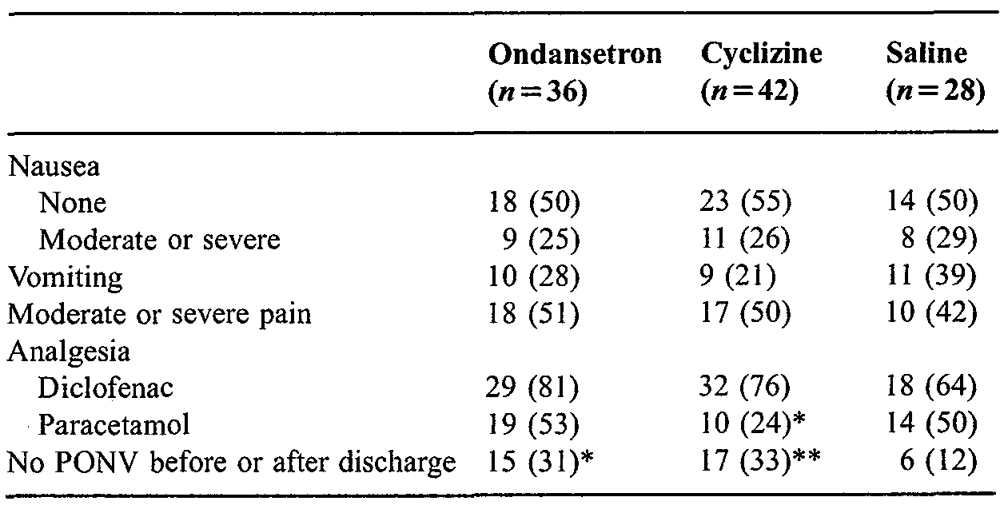 Ondansetron Cyclizine Saline
(n=36) (n=42) (n=28)
Nausea
None 18 (50) 23 (55) 14 (50)
Moderate or severe 9 (25) 11 (26) 8 (29)
Vomiting 10 (28) 9 (21) 11 (39)
Moderate or severe pain 18 (51) 17 (50) 10 (42)
Analgesia
Diclofenac 29 (81) 32 (76) 18 (64)
Paracetamol 19 (53) 10 (24)* 14 (50)
No PONV before or after discharge 15 (31)* 17 (33)** 6 (12)